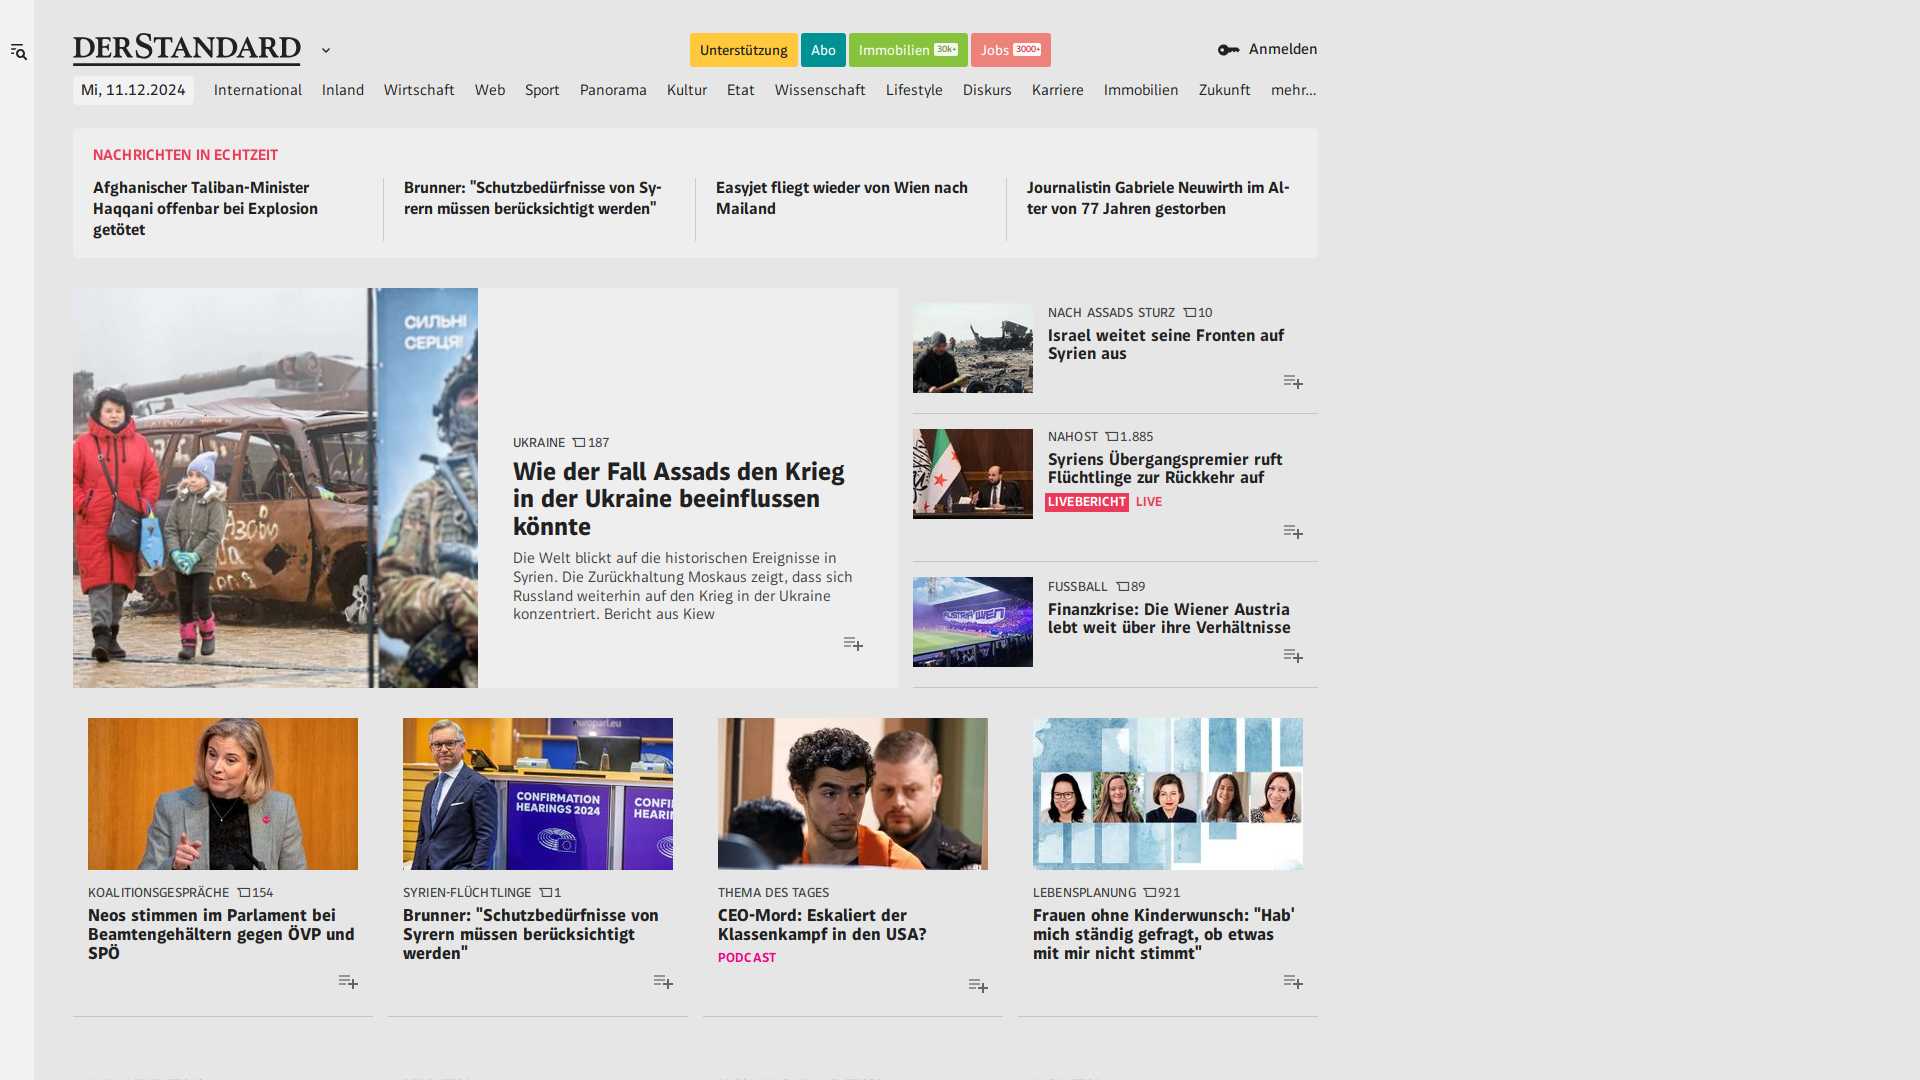 DERSTANDARD
Unterstützung
Abo
Immobilien 30k+
Jobs 3000+
Anmelden
Mi, 11.12.2024
International
Inland
Wirtschaft
Web
Sport
Panorama
Kultur
Etat
Wissenschaft
Lifestyle
Diskurs
Karriere
Immobilien
Zukunft
mehr...
NACHRICHTEN IN ECHTZEIT
Afghanischer Taliban-Minister
Haqqani offenbar bei Explosion
getötet
Brunner: "Schutzbedürfnisse von Sy-
rern müssen berücksichtigt werden"
Easyjet fliegt wieder von Wien nach
Mailand
Journalistin Gabriele Neuwirth im Al-
ter von 77 Jahren gestorben
СИЛЬНІ
СЕРЦЯ!
UKRAINE 187
Wie der Fall Assads den Krieg
in der Ukraine beeinflussen
könnte
Die Welt blickt auf die historischen Ereignisse in
Syrien. Die Zurückhaltung Moskaus zeigt, dass sich
Russland weiterhin auf den Krieg in der Ukraine
konzentriert. Bericht aus Kiew
NACH ASSADS STURZ 10
Israel weitet seine Fronten auf
Syrien aus
NAHOST 1.885
Syriens Übergangspremier ruft
Flüchtlinge zur Rückkehr auf
LIVEBERICHT LIVE
FUSSBALL 89
Finanzkrise: Die Wiener Austria
lebt weit über ihre Verhältnisse
KOALITIONSGESPRÄCHE 154
Neos stimmen im Parlament bei
Beamtengehältern gegen ÖVP und
SPÖ
europarl.eu
CONFIRMATION
HEARINGS 2024
SYRIEN-FLÜCHTLINGE 1
Brunner: "Schutzbedürfnisse von
Syrern müssen berücksichtigt
werden"
THEMA DES TAGES
CEO-Mord: Eskaliert der
Klassenkampf in den USA?
PODCAST
LEBENSPLANUNG 921
Frauen ohne Kinderwunsch: "Hab'
mich ständig gefragt, ob etwas
mit mir nicht stimmt"